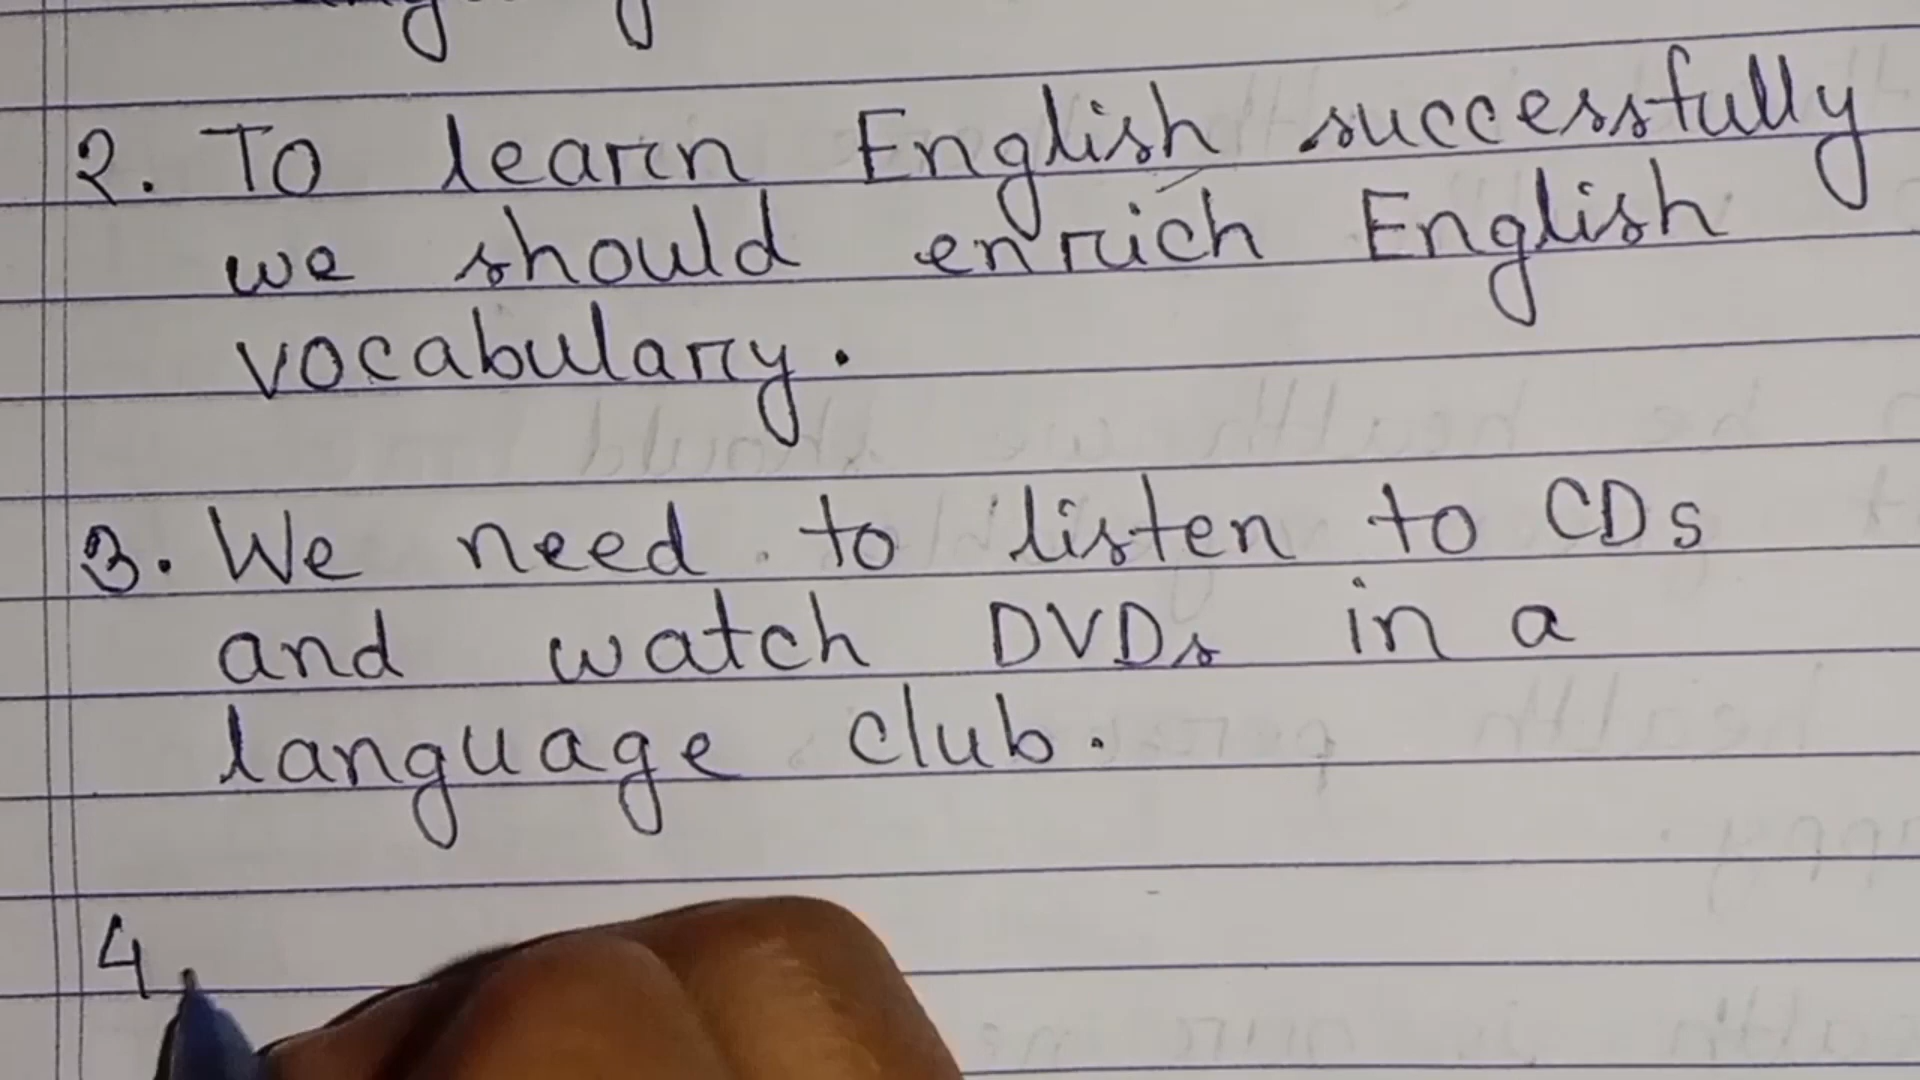 2. To learn English successfully
we should enrich English
vocabulary.
3. We need to listen to CDs
and watch DVDs in a
language club.
4.